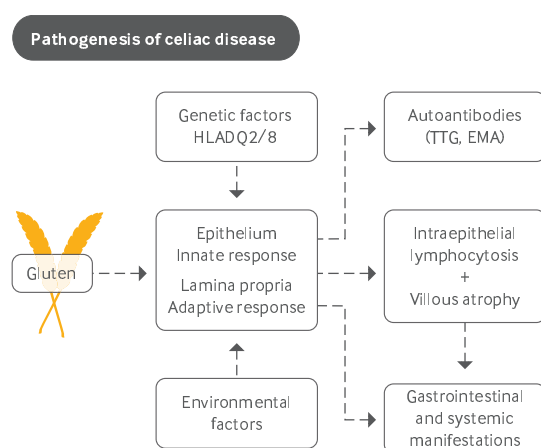 Pathogenesis of celiac disease
Genetic factors
HLADQ2/8
Autoantibodies
(TTG, EMA)
Gluten
Epithelium
Innate response
Lamina propria
Adaptive response
Intraepithelial
lymphocytosis
+
Villous atrophy
Environmental
factors
Gastrointestinal
and systemic
manifestations